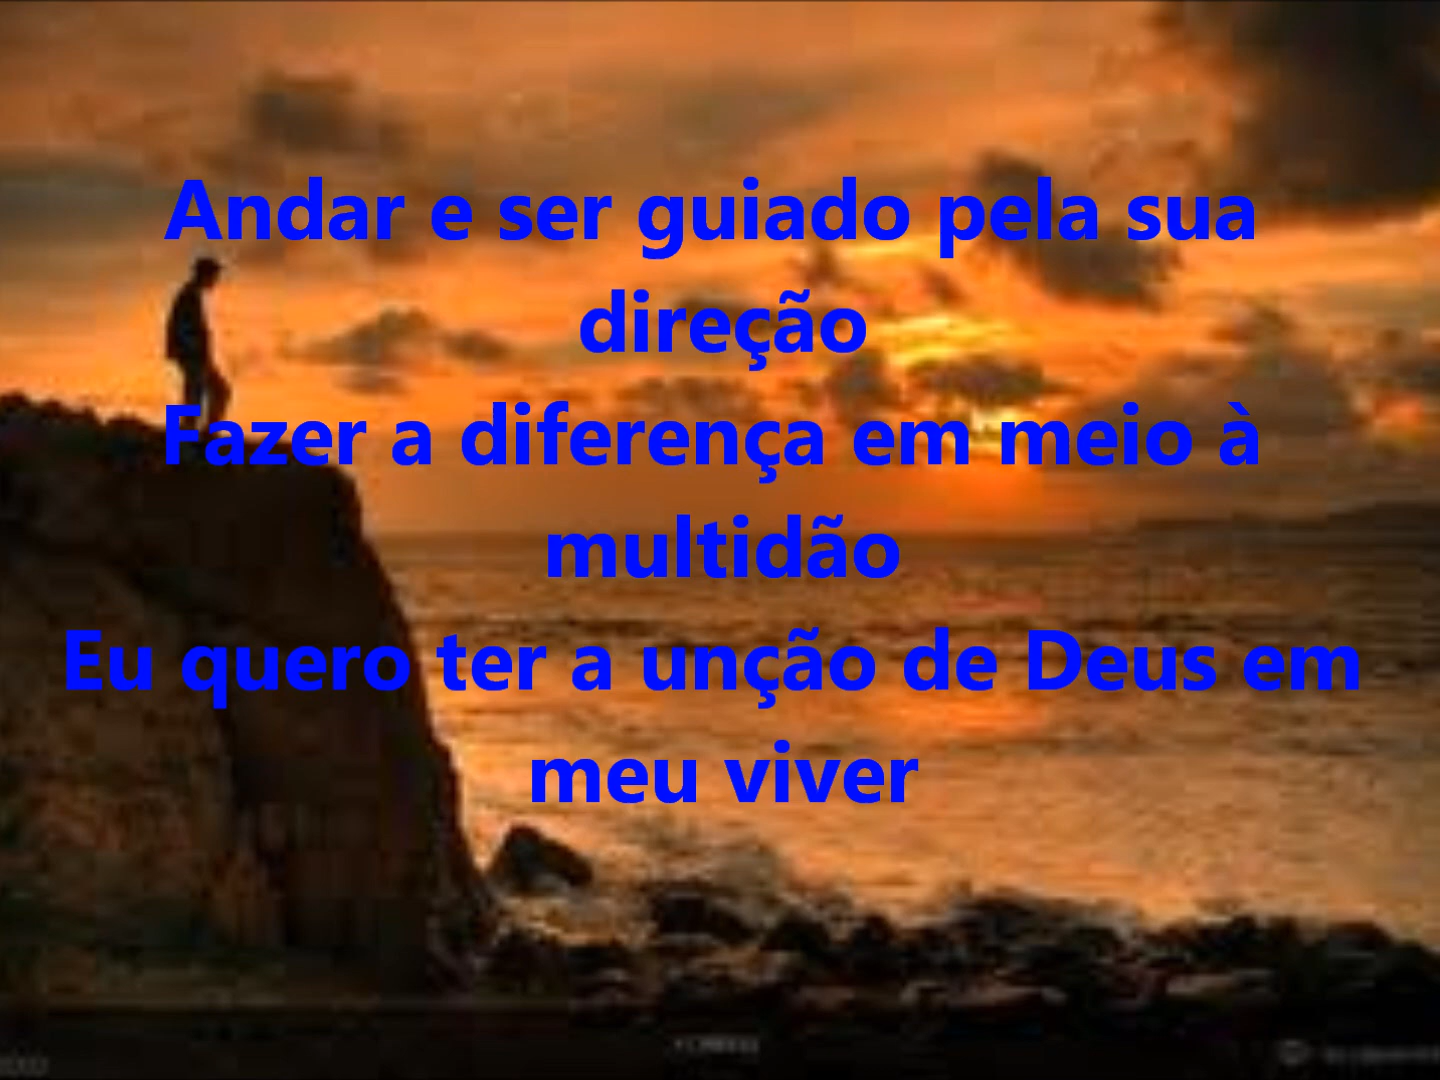 Andar e ser guiado pela sua
direção
Fazer a diferença em meio à
multidão
Eu quero ter a unção de Deus em
meu viver